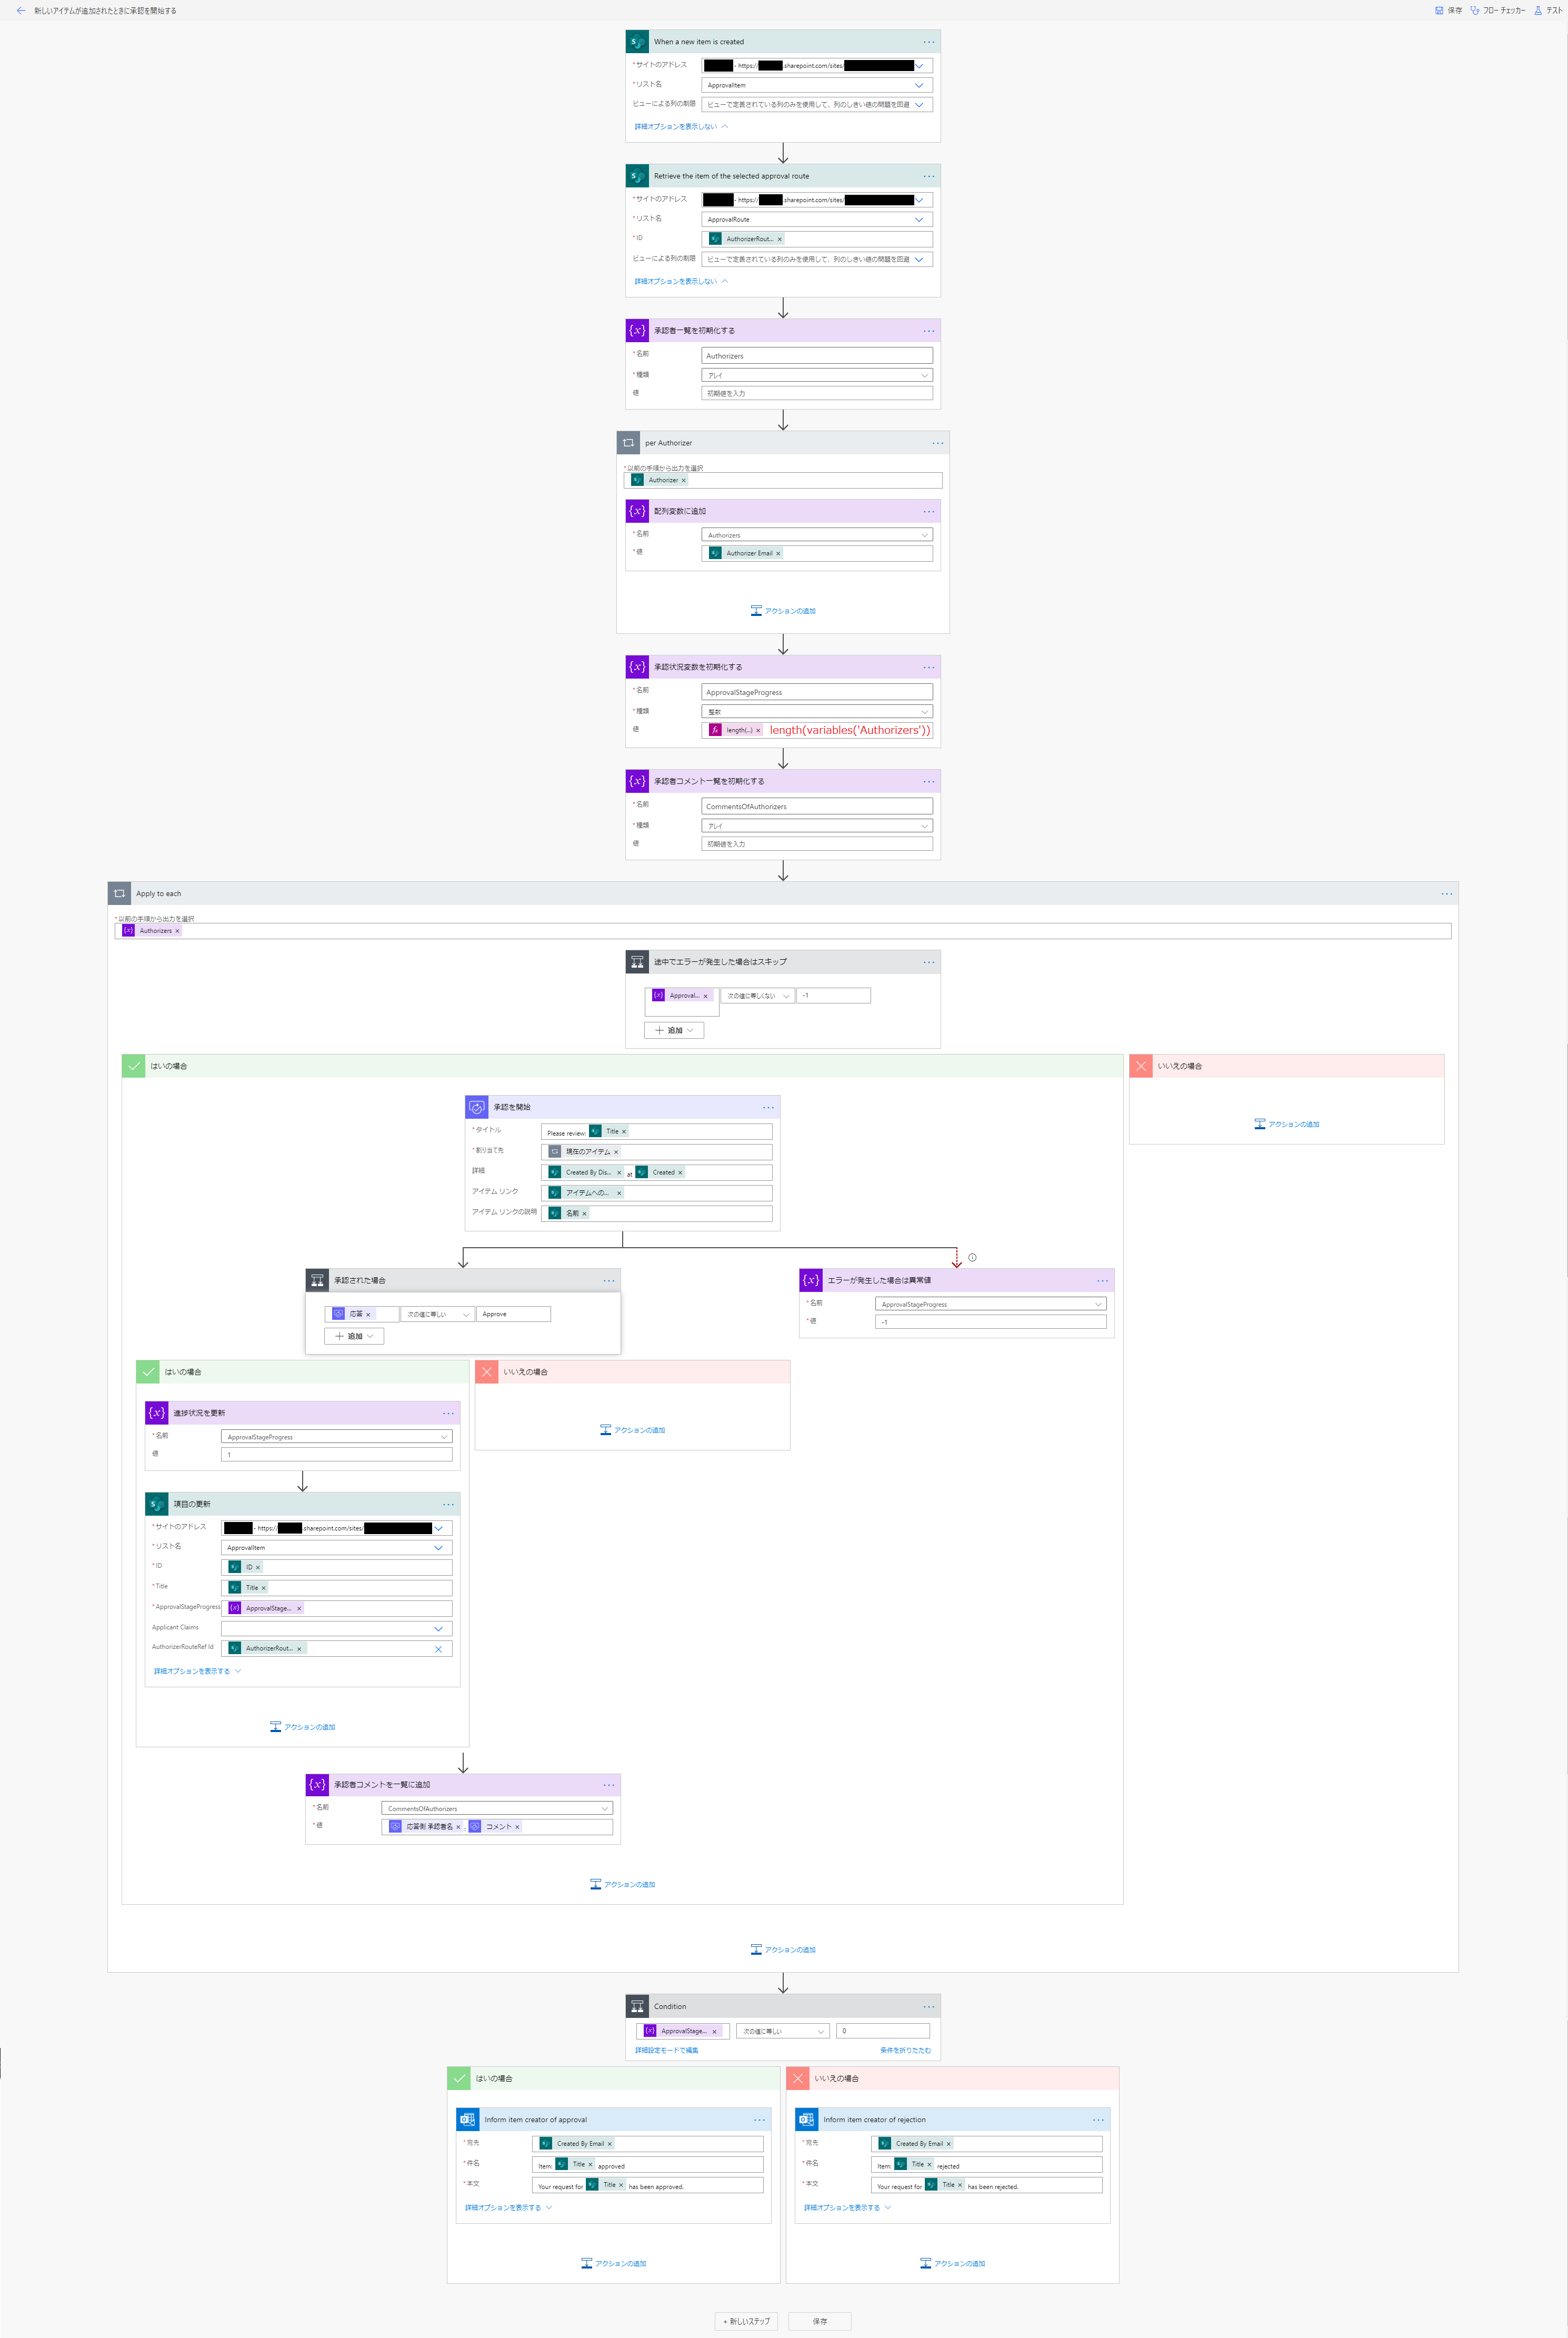 新しいアイテムが追加されたときに承認を開始する
保存 フロー チェッカー テスト
When a new item is created
*サイトのアドレス - https:// .sharepoint.com/sites/
*リスト名 ApprovalItem
ビューによる列の制限 ビューで定義されている列のみを使用して、列のしきい値の問題を回避
詳細オプションを表示しない
Retrieve the item of the selected approval route
*サイトのアドレス - https:// .sharepoint.com/sites/
*リスト名 ApprovalRoute
*ID AuthorizerRout... ×
ビューによる列の制限 ビューで定義されている列のみを使用して、列のしきい値の問題を回避
詳細オプションを表示しない
{x} 承認者一覧を初期化する
*名前 Authorizers
*種類 アレイ
値 初期値を入力
per Authorizer
*以前の手順から出力を選択
Authorizer ×
{x} 配列変数に追加
*名前 Authorizers
*値 Authorizer Email ×
アクションの追加
{x} 承認状況変数を初期化する
*名前 ApprovalStageProgress
*種類 整数
値 fx length(...) × length(variables('Authorizers'))
{x} 承認者コメント一覧を初期化する
*名前 CommentsOfAuthorizers
*種類 アレイ
値 初期値を入力
Apply to each
*以前の手順から出力を選択
{x} Authorizers ×
途中でエラーが発生した場合はスキップ
{x} Approval... × 次の値に等しくない -1
+ 追加
はいの場合
いいえの場合
アクションの追加
承認を開始
*タイトル Please review: Title ×
*割り当て先 現在のアイテム ×
詳細 Created By Dis... × at Created ×
アイテム リンク アイテムへの... ×
アイテム リンクの説明 名前 ×
承認された場合
応答 × 次の値に等しい Approve
+ 追加
{x} エラーが発生した場合は異常値
*名前 ApprovalStageProgress
*値 -1
はいの場合
いいえの場合
アクションの追加
{x} 進捗状況を更新
*名前 ApprovalStageProgress
値 1
項目の更新
*サイトのアドレス - https:// .sharepoint.com/sites/
*リスト名 ApprovalItem
*ID ID ×
*Title Title ×
*ApprovalStageProgress {x} ApprovalStage... ×
Applicant Claims
AuthorizerRouteRef Id AuthorizerRout... ×
詳細オプションを表示する
アクションの追加
{x} 承認者コメントを一覧に追加
*名前 CommentsOfAuthorizers
*値 応答側 承認者名 × : コメント ×
アクションの追加
アクションの追加
Condition
{x} ApprovalStage... × 次の値に等しい 0
詳細設定モードで編集 条件を折りたたむ
はいの場合
Inform item creator of approval
*宛先 Created By Email ×
*件名 Item: Title × approved
*本文 Your request for Title × has been approved.
詳細オプションを表示する
アクションの追加
いいえの場合
Inform item creator of rejection
*宛先 Created By Email ×
*件名 Item: Title × rejected
*本文 Your request for Title × has been rejected.
詳細オプションを表示する
アクションの追加
+ 新しいステップ 保存